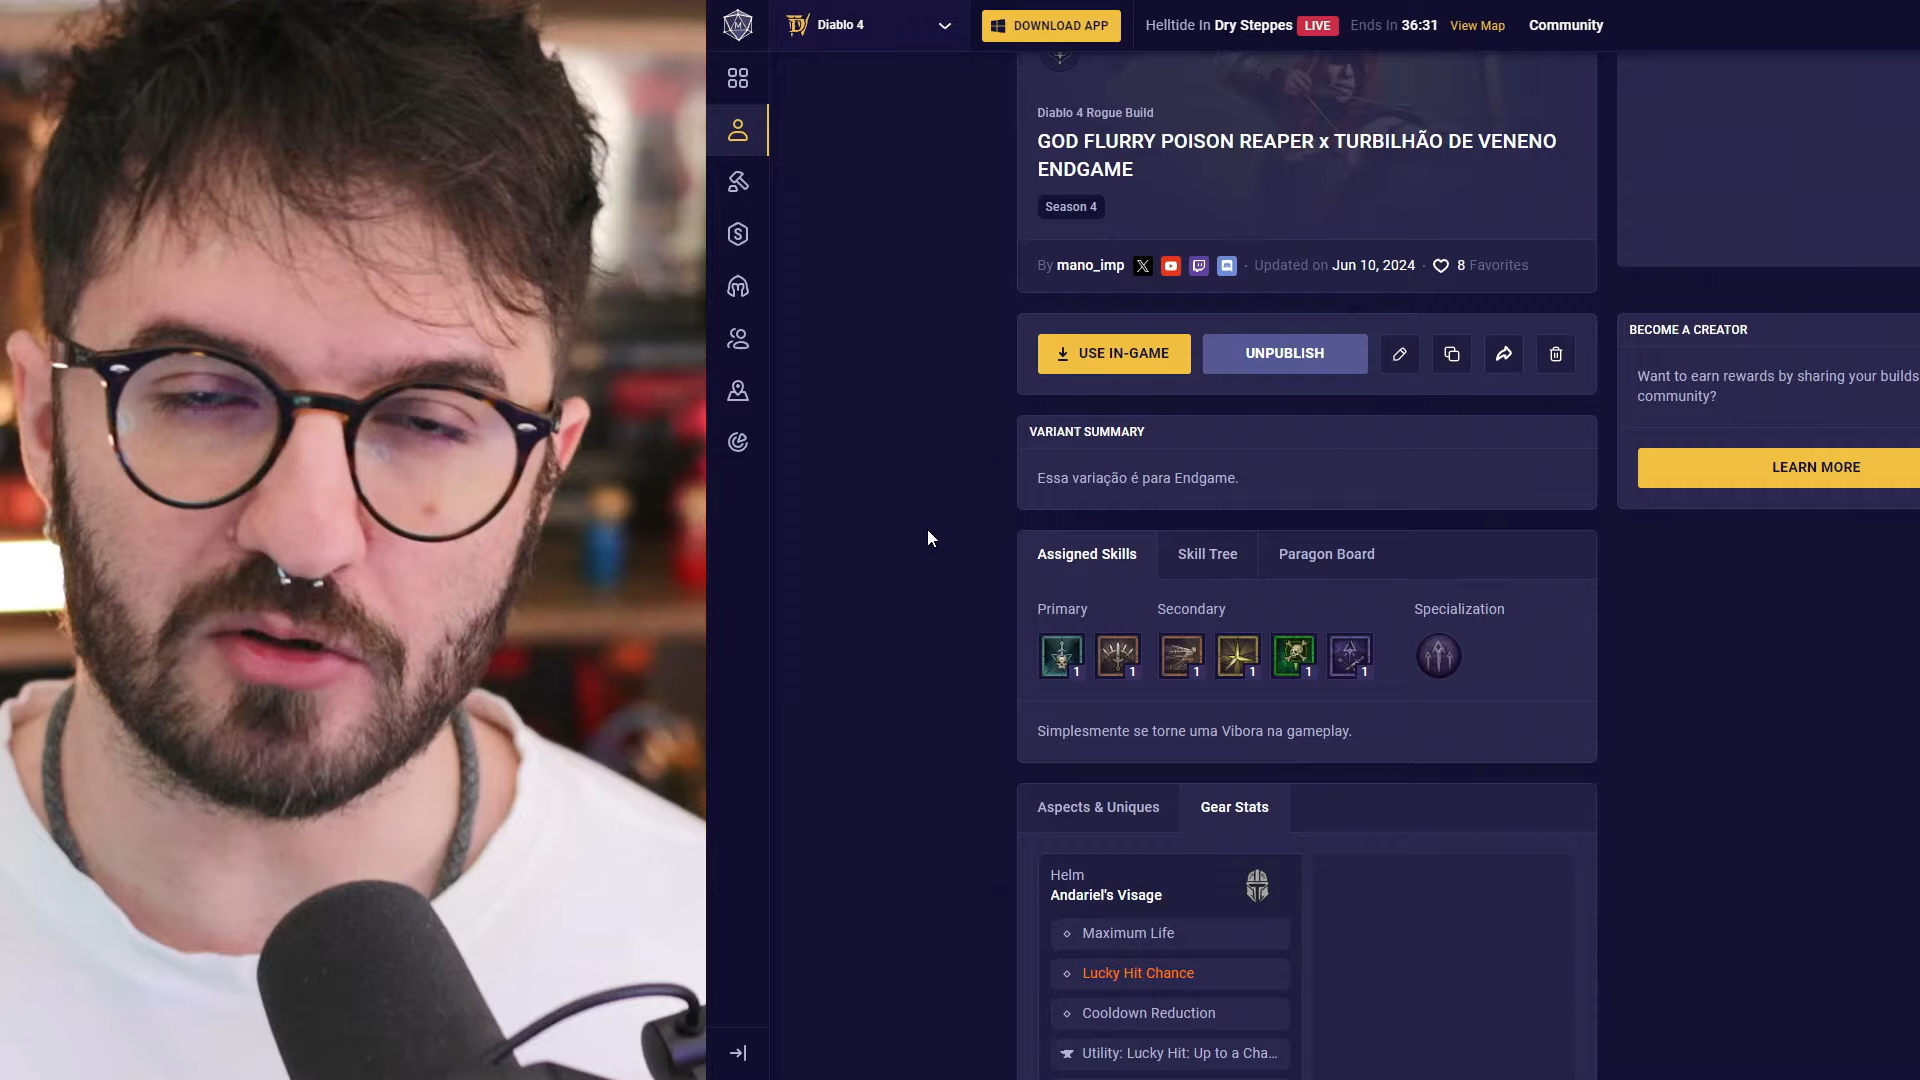 Diablo 4
DOWNLOAD APP
Helltide In Dry Steppes LIVE Ends In 36:31 View Map
Community
Diablo 4 Rogue Build
GOD FLURRY POISON REAPER x TURBILHÃO DE VENENO
ENDGAME
Season 4
By mano_imp · Updated on Jun 10, 2024 · 8 Favorites
USE IN-GAME
UNPUBLISH
BECOME A CREATOR
Want to earn rewards by sharing your builds
community?
LEARN MORE
VARIANT SUMMARY
Essa variação é para Endgame.
Assigned Skills
Skill Tree
Paragon Board
Primary
Secondary
Specialization
1
1
1
1
1
1
Simplesmente se torne uma Vibora na gameplay.
Aspects & Uniques
Gear Stats
Helm
Andariel's Visage
Maximum Life
Lucky Hit Chance
Cooldown Reduction
Utility: Lucky Hit: Up to a Cha...